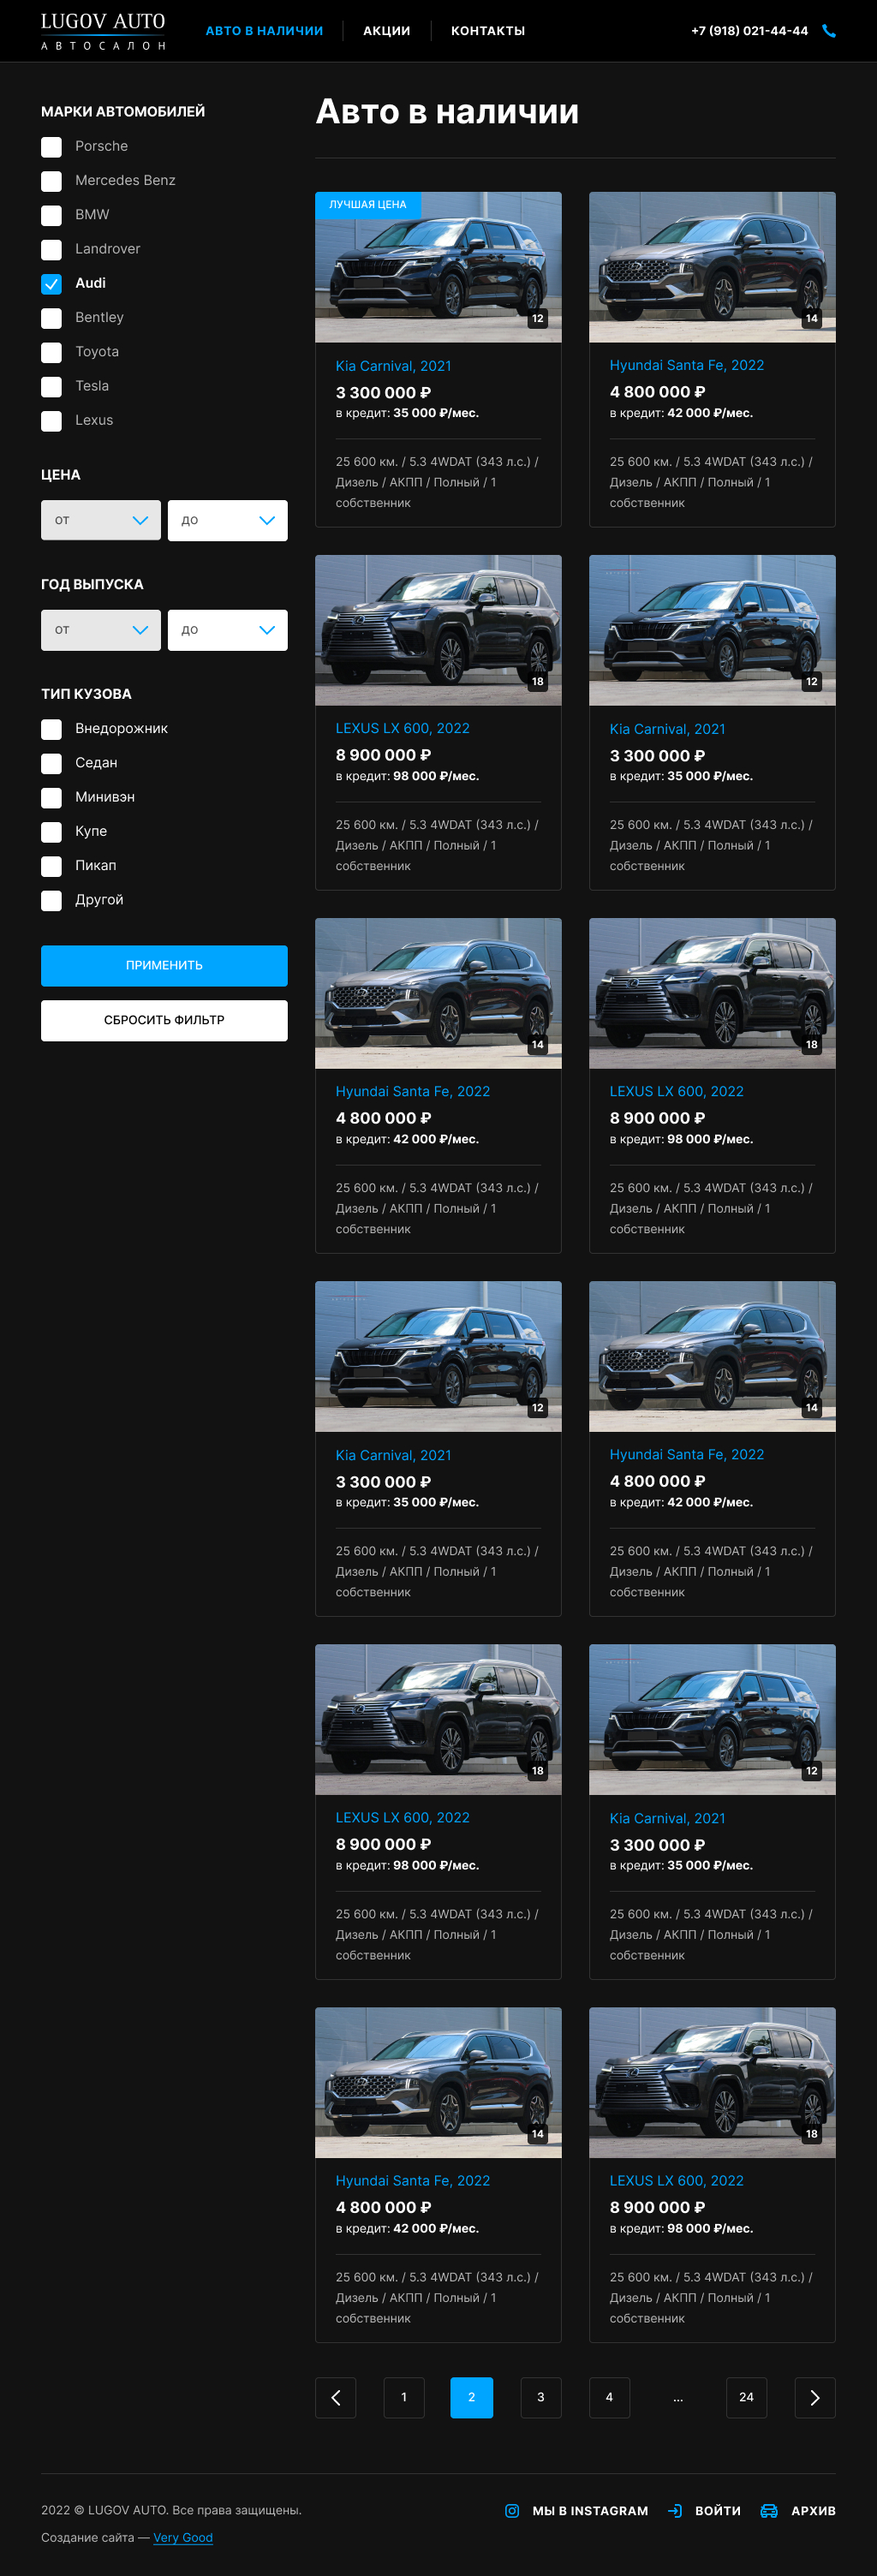 LUGOV AUTO
АВТОСАЛОН
АВТО В НАЛИЧИИ
АКЦИИ
КОНТАКТЫ
+7 (918) 021-44-44
МАРКИ АВТОМОБИЛЕЙ
Porsche
Mercedes Benz
BMW
Landrover
Audi
Bentley
Toyota
Tesla
Lexus
ЦЕНА
от
до
ГОД ВЫПУСКА
от
до
ТИП КУЗОВА
Внедорожник
Седан
Минивэн
Купе
Пикап
Другой
ПРИМЕНИТЬ
СБРОСИТЬ ФИЛЬТР
Авто в наличии
ЛУЧШАЯ ЦЕНА
12
Kia Carnival, 2021
3 300 000 ₽
в кредит: 35 000 ₽/мес.
25 600 км. / 5.3 4WDAT (343 л.с.) /
Дизель / АКПП / Полный / 1
собственник
14
Hyundai Santa Fe, 2022
4 800 000 ₽
в кредит: 42 000 ₽/мес.
25 600 км. / 5.3 4WDAT (343 л.с.) /
Дизель / АКПП / Полный / 1
собственник
18
LEXUS LX 600, 2022
8 900 000 ₽
в кредит: 98 000 ₽/мес.
25 600 км. / 5.3 4WDAT (343 л.с.) /
Дизель / АКПП / Полный / 1
собственник
12
Kia Carnival, 2021
3 300 000 ₽
в кредит: 35 000 ₽/мес.
25 600 км. / 5.3 4WDAT (343 л.с.) /
Дизель / АКПП / Полный / 1
собственник
14
Hyundai Santa Fe, 2022
4 800 000 ₽
в кредит: 42 000 ₽/мес.
25 600 км. / 5.3 4WDAT (343 л.с.) /
Дизель / АКПП / Полный / 1
собственник
18
LEXUS LX 600, 2022
8 900 000 ₽
в кредит: 98 000 ₽/мес.
25 600 км. / 5.3 4WDAT (343 л.с.) /
Дизель / АКПП / Полный / 1
собственник
12
Kia Carnival, 2021
3 300 000 ₽
в кредит: 35 000 ₽/мес.
25 600 км. / 5.3 4WDAT (343 л.с.) /
Дизель / АКПП / Полный / 1
собственник
14
Hyundai Santa Fe, 2022
4 800 000 ₽
в кредит: 42 000 ₽/мес.
25 600 км. / 5.3 4WDAT (343 л.с.) /
Дизель / АКПП / Полный / 1
собственник
18
LEXUS LX 600, 2022
8 900 000 ₽
в кредит: 98 000 ₽/мес.
25 600 км. / 5.3 4WDAT (343 л.с.) /
Дизель / АКПП / Полный / 1
собственник
12
Kia Carnival, 2021
3 300 000 ₽
в кредит: 35 000 ₽/мес.
25 600 км. / 5.3 4WDAT (343 л.с.) /
Дизель / АКПП / Полный / 1
собственник
14
Hyundai Santa Fe, 2022
4 800 000 ₽
в кредит: 42 000 ₽/мес.
25 600 км. / 5.3 4WDAT (343 л.с.) /
Дизель / АКПП / Полный / 1
собственник
18
LEXUS LX 600, 2022
8 900 000 ₽
в кредит: 98 000 ₽/мес.
25 600 км. / 5.3 4WDAT (343 л.с.) /
Дизель / АКПП / Полный / 1
собственник
1 2 3 4 ... 24
2022 © LUGOV AUTO. Все права защищены.
Создание сайта — Very Good
МЫ В INSTAGRAM
ВОЙТИ
АРХИВ